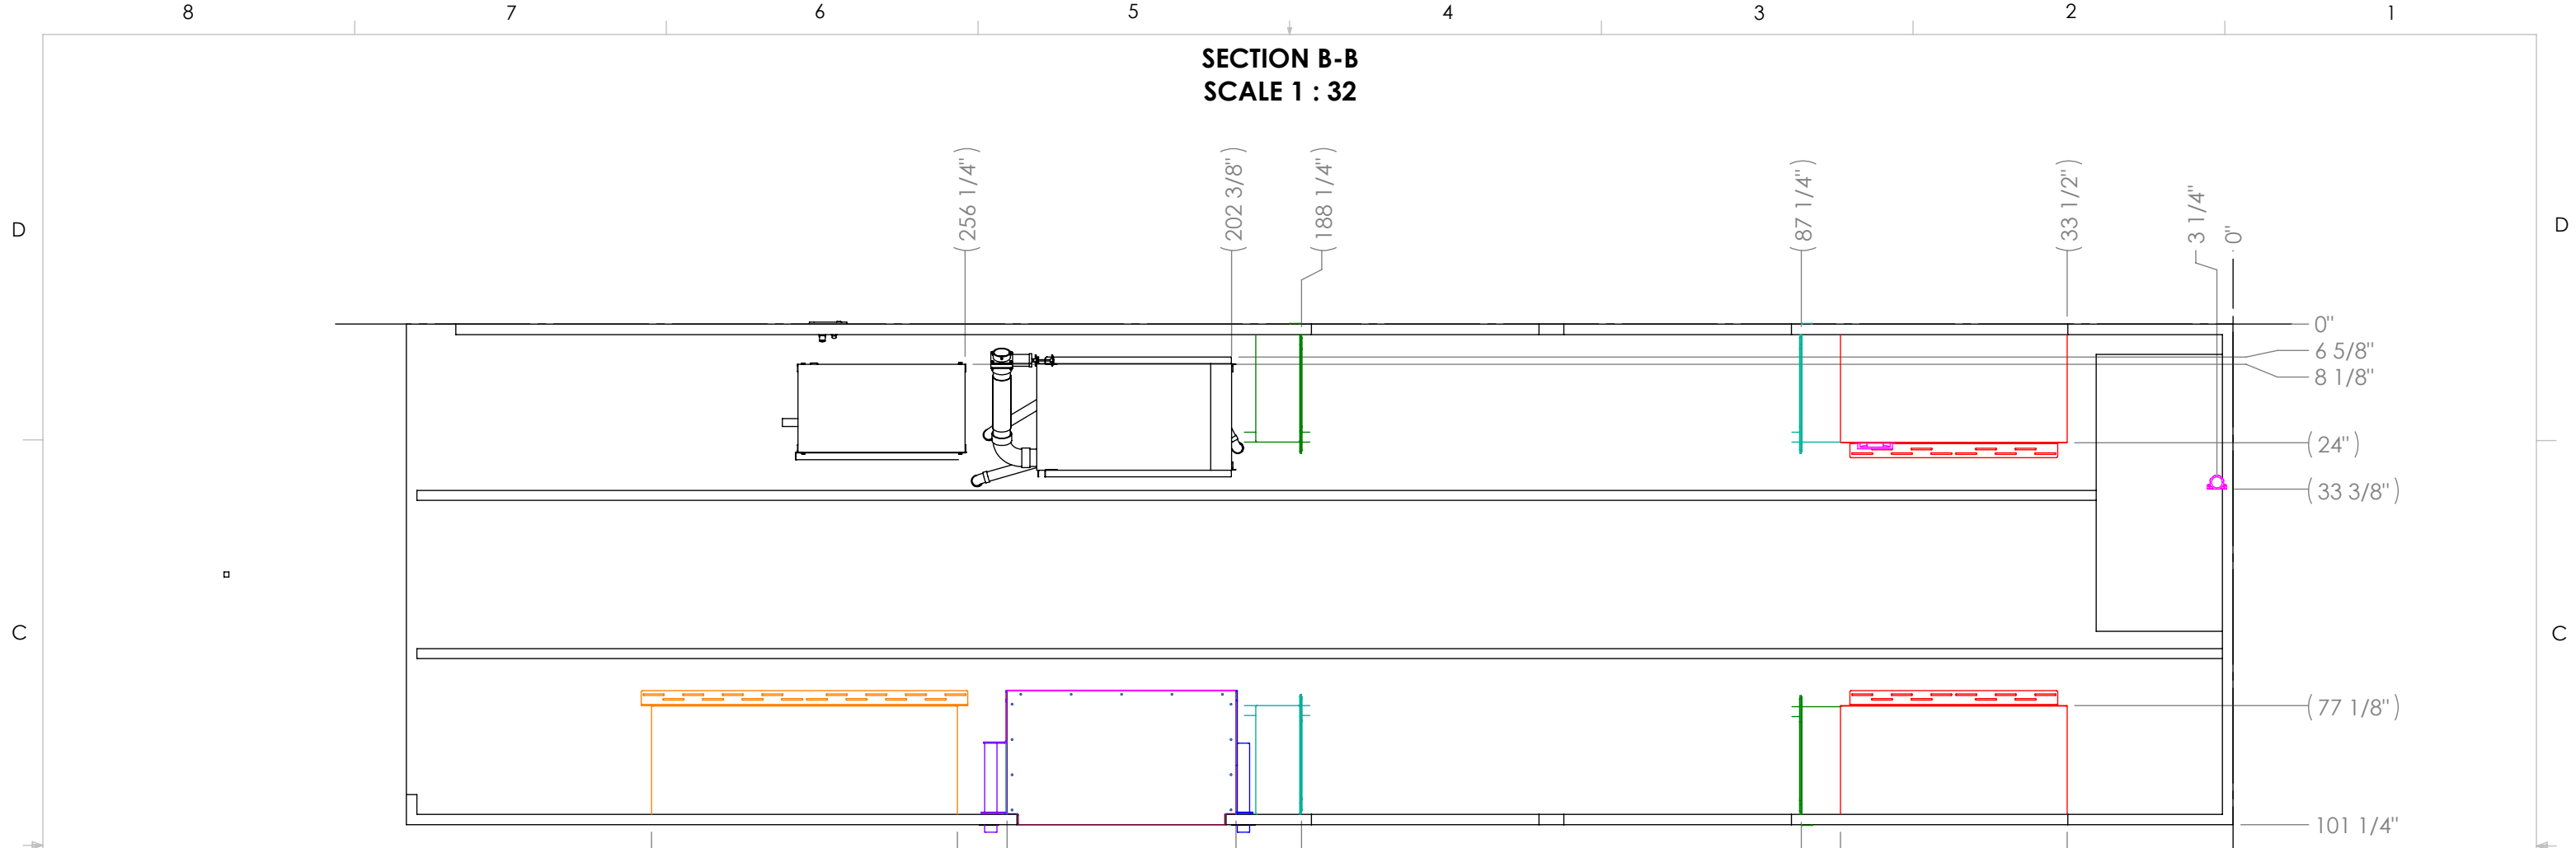 8 7 6 5 4 3 2 1
SECTION B-B
SCALE 1 : 32
(256 1/4")
(202 3/8")
(188 1/4")
(87 1/4")
(33 1/2")
3 1/4"
0"
D D
0"
6 5/8"
8 1/8"
(24")
(33 3/8")
C C
(77 1/8")
101 1/4"